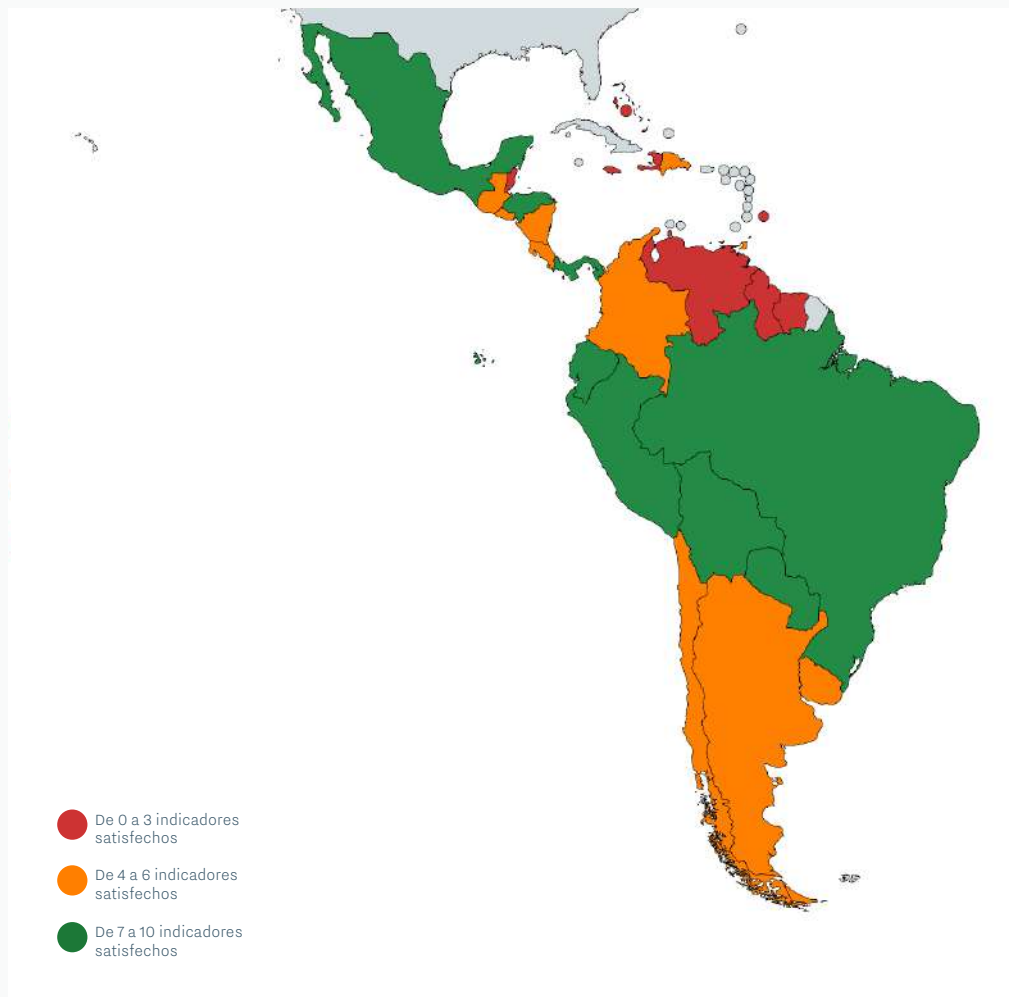 De 0 a 3 indicadores
satisfechos
De 4 a 6 indicadores
satisfechos
De 7 a 10 indicadores
satisfechos